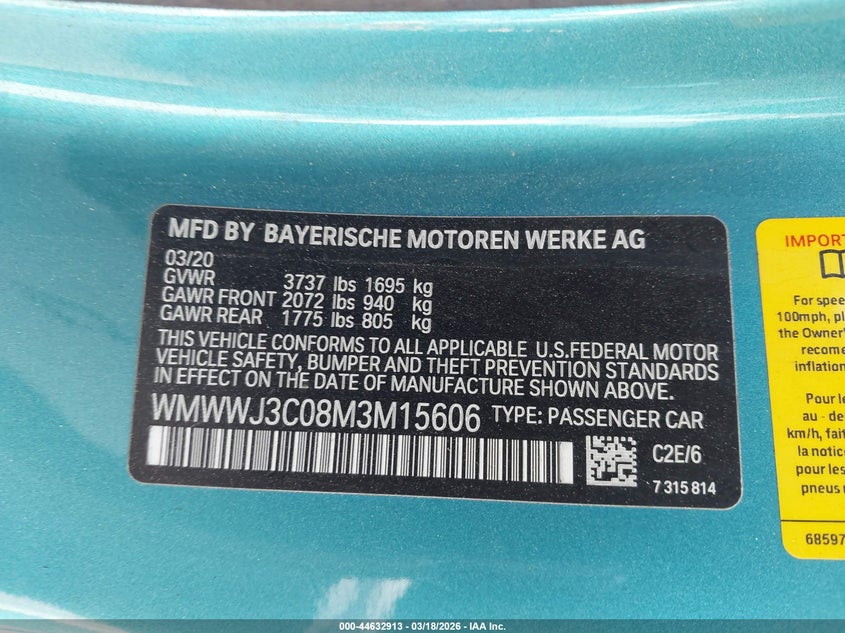 MFD BY BAYERISCHE MOTOREN WERKE AG
03/20
GVWR 3737 lbs 1695 kg
GAWR FRONT 2072 lbs 940 kg
GAWR REAR 1775 lbs 805 kg
THIS VEHICLE CONFORMS TO ALL APPLICABLE U.S.FEDERAL MOTOR
VEHICLE SAFETY, BUMPER AND THEFT PREVENTION STANDARDS
IN EFFECT ON THE DATE OF MANUFACTURE SHOWN ABOVE.
WMWWJ3C08M3M15606 TYPE: PASSENGER CAR
C2E/6
7 315 814
IMPORT
For spee
100mph, pl
the Owner'
recome
inflation
Pour le
au - de
km/h, fait
la notic
pour les
pneus
68597
000-44632913 - 03/18/2026 - IAA Inc.